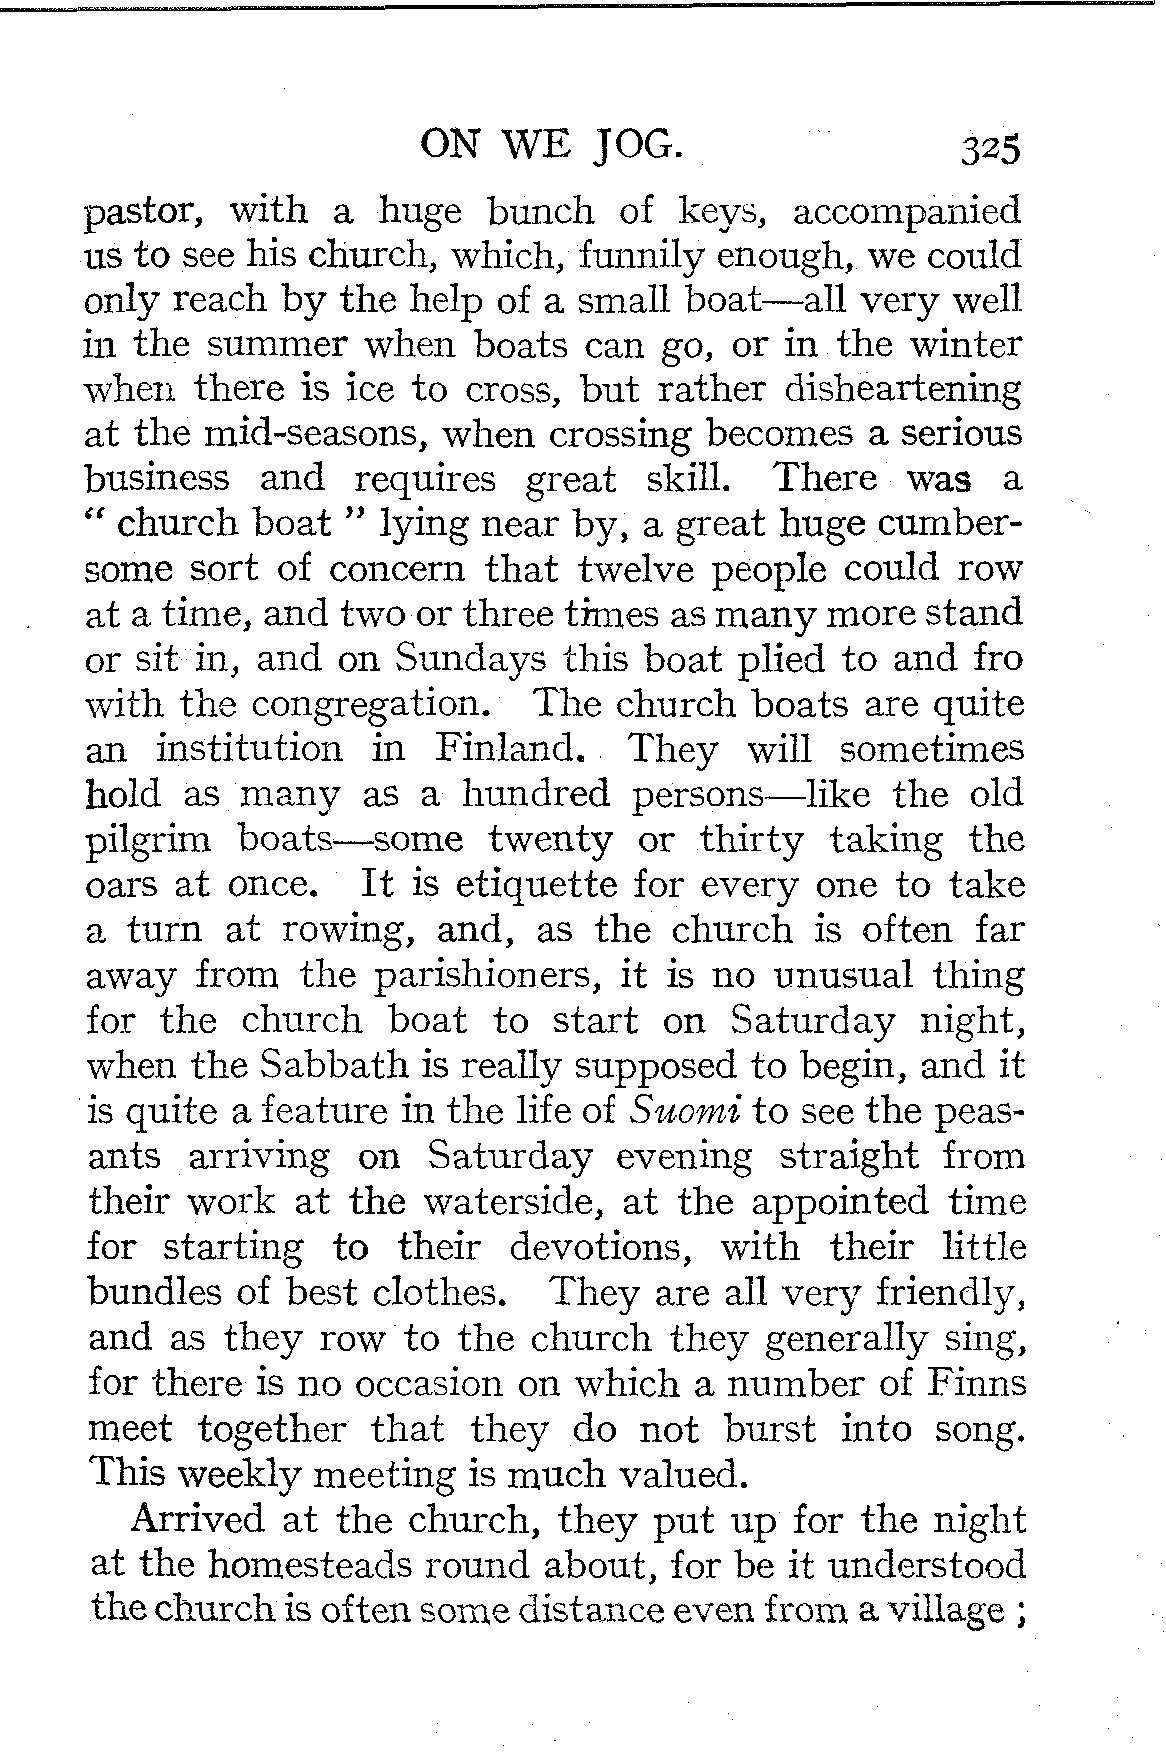 ON WE JOG. 325
pastor, with a huge bunch of keys, accompanied
us to see his church, which, funnily enough, we could
only reach by the help of a small boat—all very well
in the summer when boats can go, or in the winter
when there is ice to cross, but rather disheartening
at the mid-seasons, when crossing becomes a serious
business and requires great skill. There was a
“ church boat ” lying near by, a great huge cumber-
some sort of concern that twelve people could row
at a time, and two or three times as many more stand
or sit in, and on Sundays this boat plied to and fro
with the congregation. The church boats are quite
an institution in Finland. They will sometimes
hold as many as a hundred persons—like the old
pilgrim boats—some twenty or thirty taking the
oars at once. It is etiquette for every one to take
a turn at rowing, and, as the church is often far
away from the parishioners, it is no unusual thing
for the church boat to start on Saturday night,
when the Sabbath is really supposed to begin, and it
is quite a feature in the life of Suomi to see the peas-
ants arriving on Saturday evening straight from
their work at the waterside, at the appointed time
for starting to their devotions, with their little
bundles of best clothes. They are all very friendly,
and as they row to the church they generally sing,
for there is no occasion on which a number of Finns
meet together that they do not burst into song.
This weekly meeting is much valued.
Arrived at the church, they put up for the night
at the homesteads round about, for be it understood
the church is often some distance even from a village ;